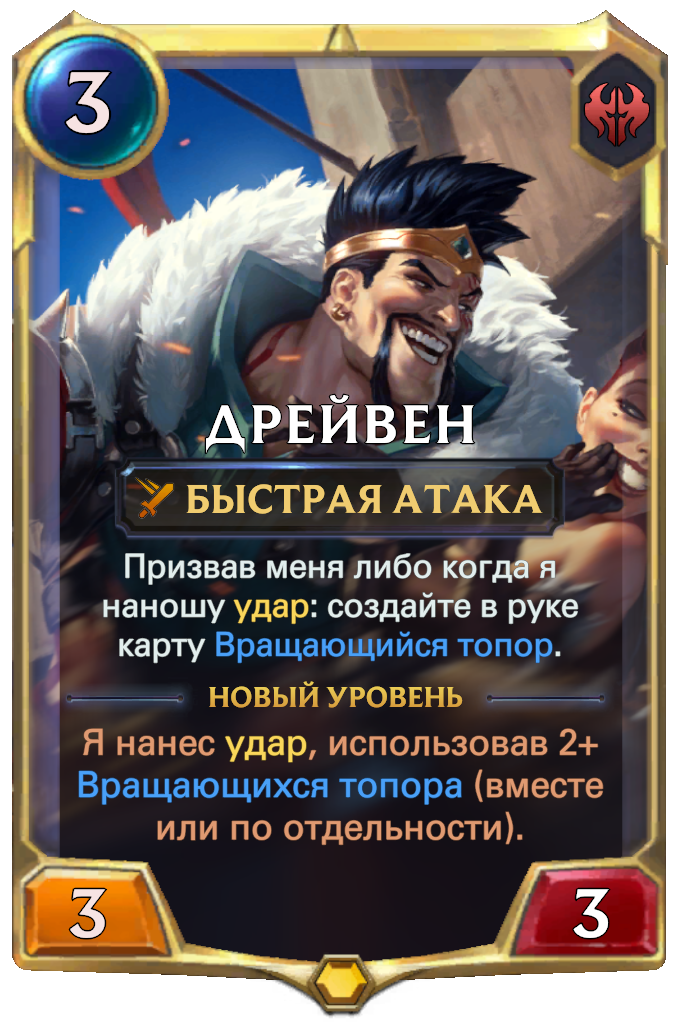 3
ДРЕЙВЕН
БЫСТРАЯ АТАКА
Призвав меня либо когда я
наношу удар: создайте в руке
карту Вращающийся топор.
НОВЫЙ УРОВЕНЬ
Я нанес удар, использовав 2+
Вращающихся топора (вместе
или по отдельности).
3
3